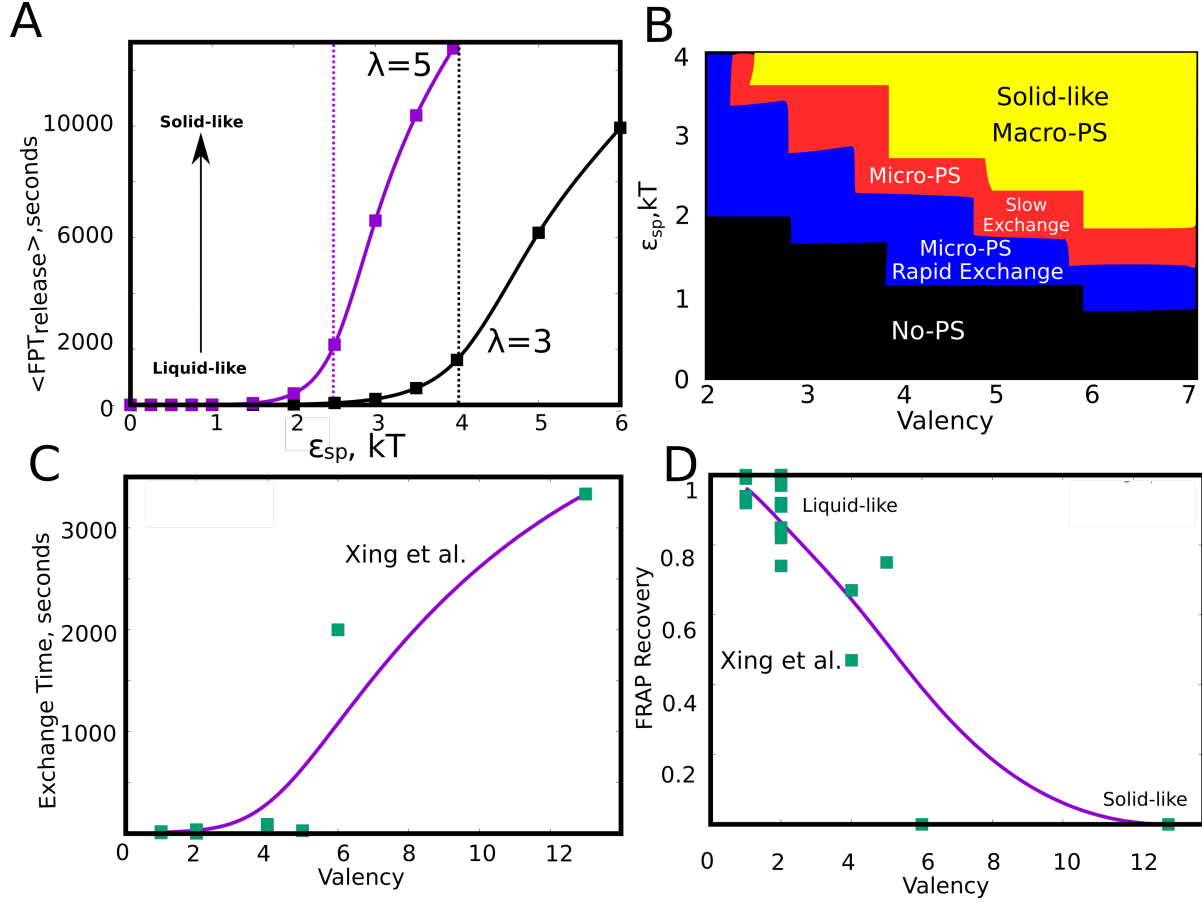 A
λ=5
Solid-like
Liquid-like
λ=3
<FPTrelease>,seconds
10000
6000
2000
0
0 1 2 3 4 5 6
εsp, kT
B
Solid-like
Macro-PS
Micro-PS
Slow
Exchange
Micro-PS
Rapid Exchange
No-PS
εsp,kT
4
3
2
1
0
2 3 4 5 6 7
Valency
C
Xing et al.
Exchange Time, seconds
3000
2000
1000
0 2 4 6 8 10 12
Valency
D
Liquid-like
Xing et al.
Solid-like
FRAP Recovery
1
0.8
0.6
0.4
0.2
0 2 4 6 8 10 12
Valency